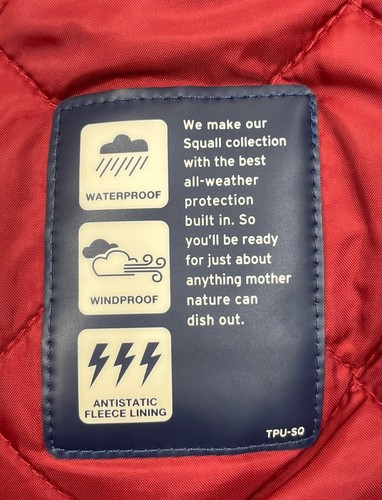 WATERPROOF
WINDPROOF
ANTISTATIC
FLEECE LINING
We make our
Squall collection
with the best
all-weather
protection
built in. So
you'll be ready
for just about
anything mother
nature can
dish out.
TPU-SQ